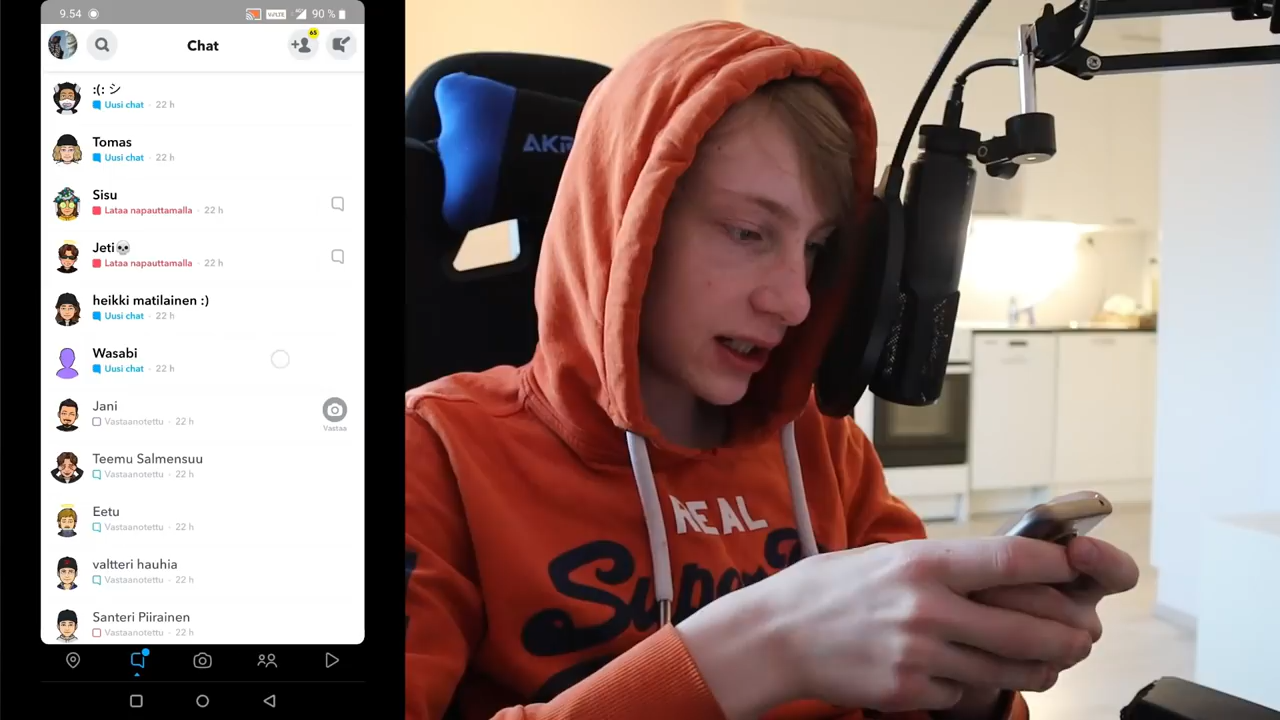 9.54
VoLTE
90 %
Chat
65
:(: シ
Uusi chat · 22 h
Tomas
Uusi chat · 22 h
Sisu
Lataa napauttamalla · 22 h
Jeti💀
Lataa napauttamalla · 22 h
heikki matilainen :)
Uusi chat · 22 h
Wasabi
Uusi chat · 22 h
Jani
Vastaanotettu · 22 h
Vastaa
Teemu Salmensuu
Vastaanotettu · 22 h
Eetu
Vastaanotettu · 22 h
valtteri hauhia
Vastaanotettu · 22 h
Santeri Piirainen
Vastaanotettu · 22 h
REAL